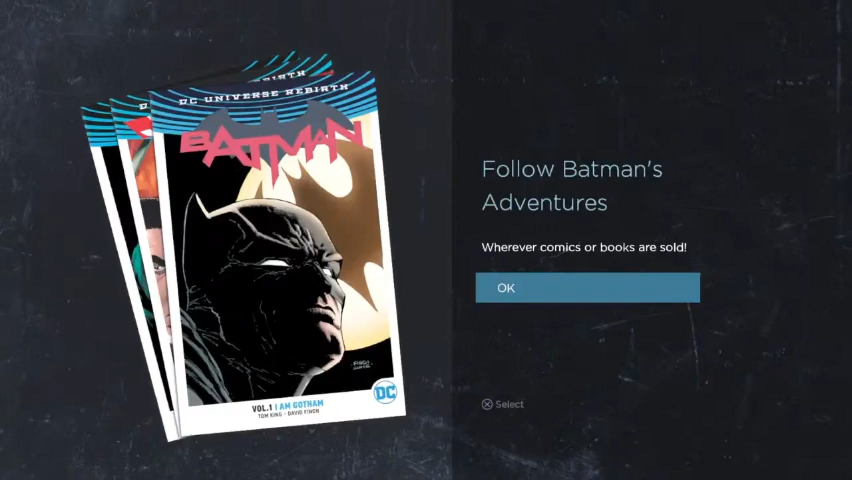 DC UNIVERSE REBIRTH
BATMAN
VOL.1 I AM GOTHAM
TOM KING • DAVID FINCH
DC
Follow Batman's
Adventures
Wherever comics or books are sold!
OK
Select